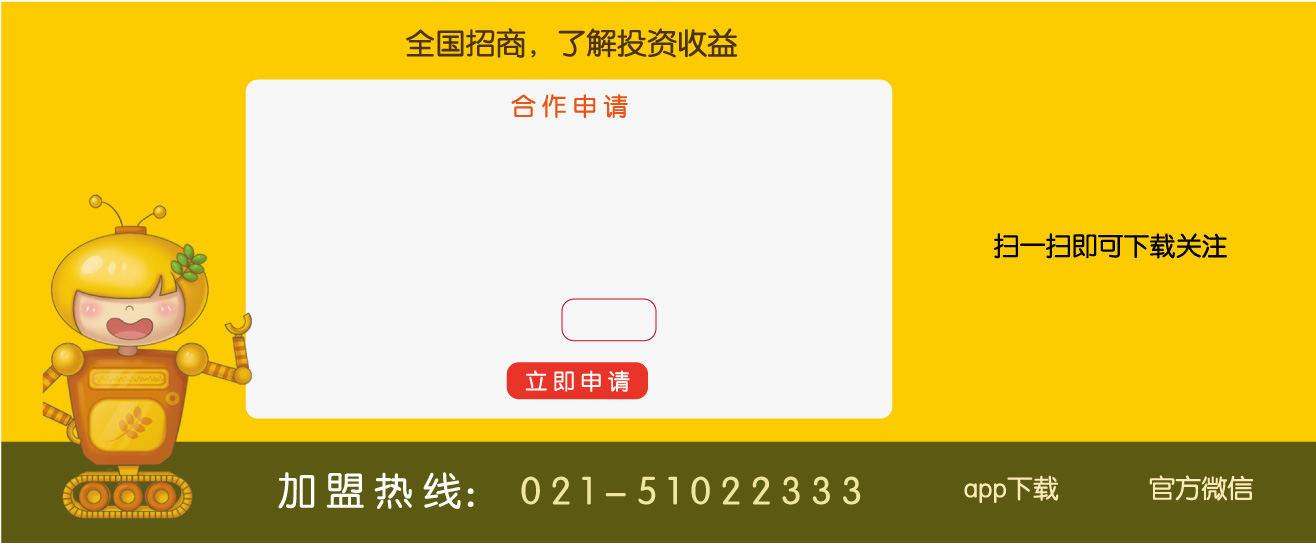 全国招商，了解投资收益
合作申请
扫一扫即可下载关注
立即申请
加盟热线: 021-51022333
app下载
官方微信